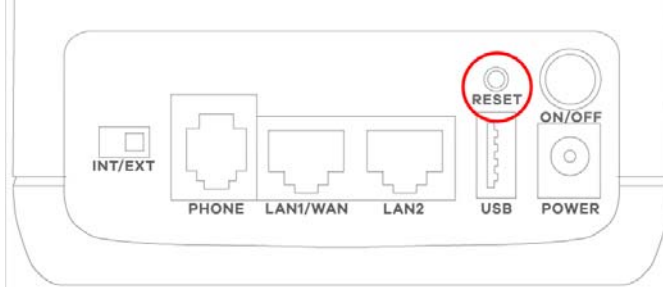 RESET
ON/OFF
INT/EXT
PHONE LAN1/WAN LAN2 USB POWER